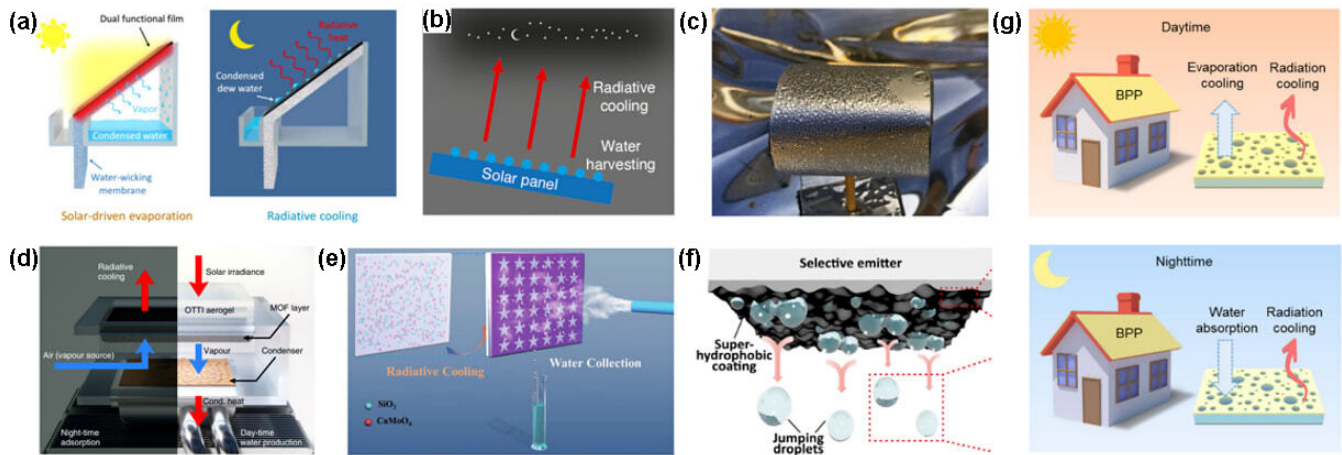 (a)
Dual functional film
Vapor
Condensed water
Water-wicking
membrane
Solar-driven evaporation
Radiative
heat
Condensed
dew water
Radiative cooling
(b)
Radiative
cooling
Water
harvesting
Solar panel
(c)
(d)
Radiative
cooling
Solar irradiance
OTTI aerogel
MOF layer
Air (vapour source)
Vapour
Condenser
Cond. heat
Night-time
adsorption
Day-time
water production
(e)
Radiative Cooling
Water Collection
SiO2
CaMoO4
(f)
Selective emitter
Super-
hydrophobic
coating
Jumping
droplets
(g)
Daytime
BPP
Evaporation
cooling
Radiation
cooling
Nighttime
BPP
Water
absorption
Radiation
cooling